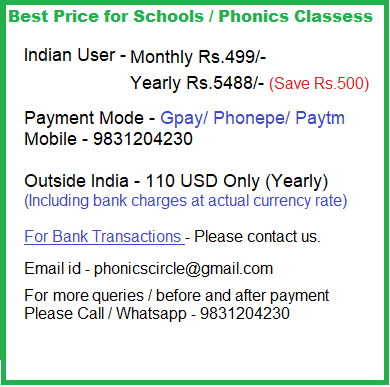 Best Price for Schools / Phonics Classess
Indian User - Monthly Rs.499/-
Yearly Rs.5488/- (Save Rs.500)
Payment Mode - Gpay/ Phonepe/ Paytm
Mobile - 9831204230
Outside India - 110 USD Only (Yearly)
(Including bank charges at actual currency rate)
For Bank Transactions - Please contact us.
Email id - phonicscircle@gmail.com
For more queries / before and after payment
Please Call / Whatsapp - 9831204230